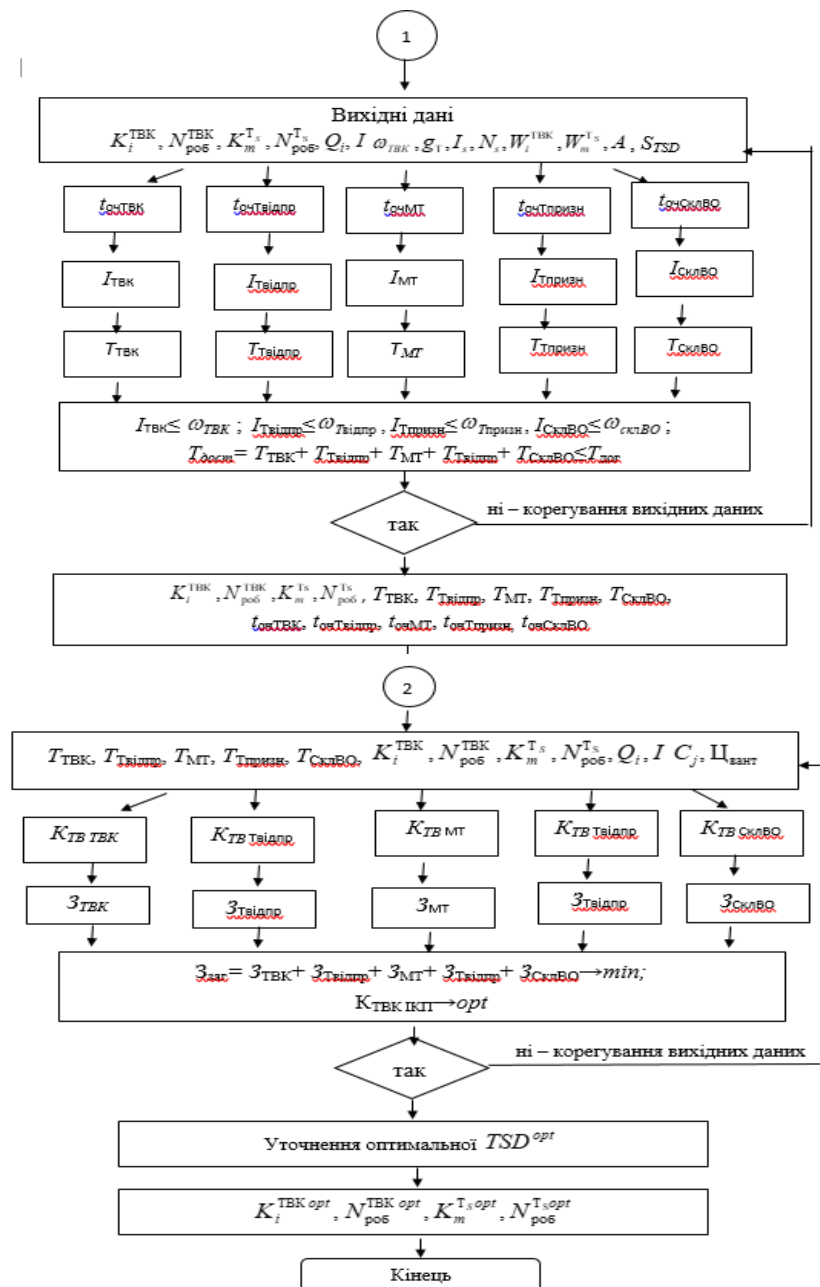 1
Вихідні дані
K_i^ТВК, N_роб^ТВК, K_m^Ts, N_роб^Ts, Q_i, I ω_ТВК, g_T, I_s, N_s, W_i^ТВК, W_m^Ts, A, S_TSD
t_очТВК t_очТвідпр t_очМТ t_очТпризн t_очСклВО
I_ТВК I_Твідпр I_МТ I_Тпризн I_СклВО
T_ТВК T_Твідпр T_МТ T_Тпризн T_СклВО
I_ТВК≤ ω_ТВК ; I_Твідпр≤ω_Твідпр, I_Тпризн≤ω_Тпризн, I_СклВО≤ω_склВО ;
T_дост= T_ТВК+ T_Твідпр+ T_МТ+ T_Твідпр+ T_СклВО≤T_дог
так
ні – корегування вихідних даних
K_i^ТВК, N_роб^ТВК, K_m^Ts, N_роб^Ts, T_ТВК, T_Твідпр, T_МТ, T_Тпризн, T_СклВО,
t_очТВК, t_очТвідпр, t_очМТ, t_очТпризн, t_очСклВО
2
T_ТВК, T_Твідпр, T_МТ, T_Тпризн, T_СклВО, K_i^ТВК, N_роб^ТВК, K_m^Ts, N_роб^Ts, Q_i, I C_j, Ц_вант
К_ТВ ТВК К_ТВ Твідпр К_ТВ МТ К_ТВ Твідпр К_ТВ СклВО
З_ТВК З_Твідпр З_МТ З_Твідпр З_СклВО
З_заг= З_ТВК+ З_Твідпр+ З_МТ+ З_Твідпр+ З_СклВО→min;
К_ТВК ІКП→opt
так
ні – корегування вихідних даних
Уточнення оптимальної TSD^opt
K_i^ТВК opt, N_роб^ТВК opt, K_m^Ts opt, N_роб^Ts opt
Кінець